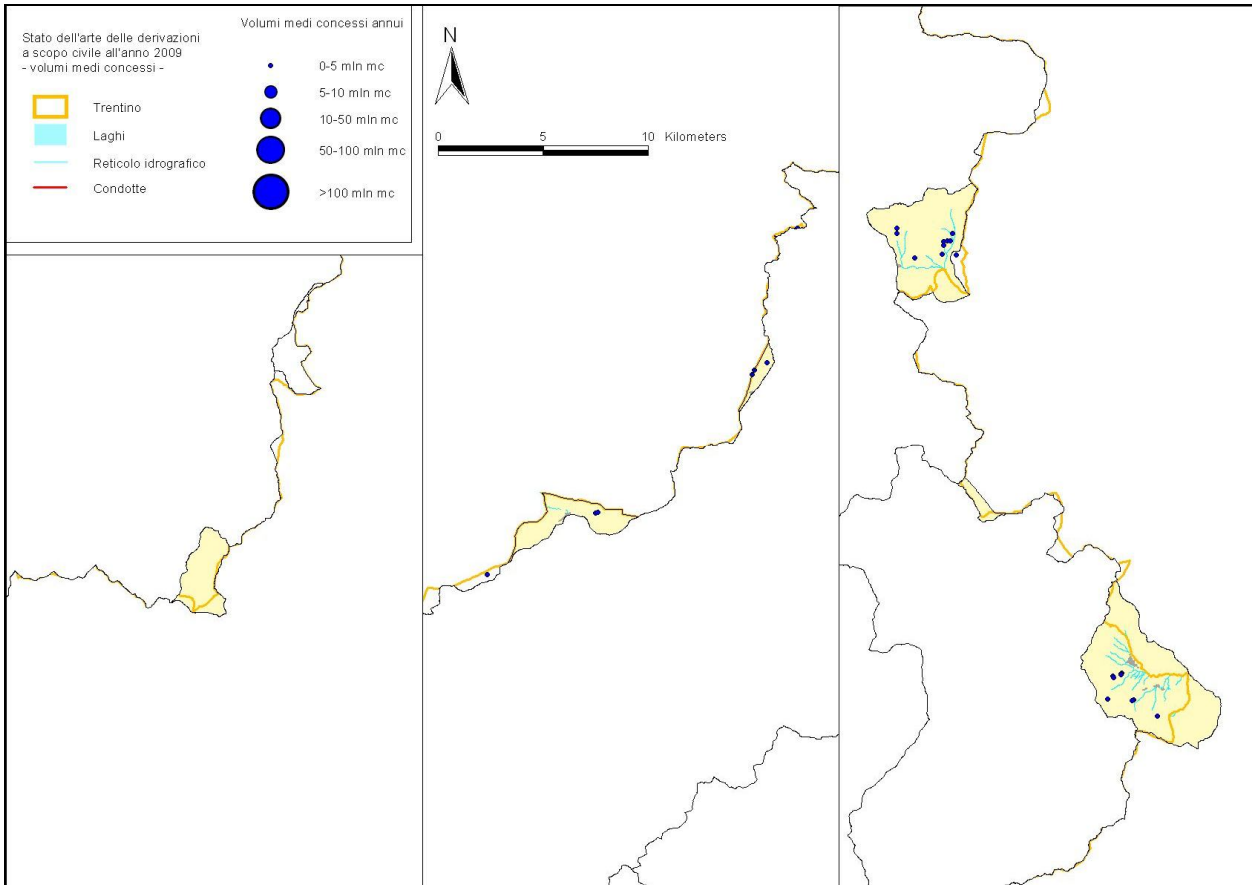 Stato dell'arte delle derivazioni
a scopo civile all'anno 2009
- volumi medi concessi -
Trentino
Laghi
Reticolo idrografico
Condotte
Volumi medi concessi annui
0-5 mln mc
5-10 mln mc
10-50 mln mc
50-100 mln mc
>100 mln mc
N
0 5 10 Kilometers